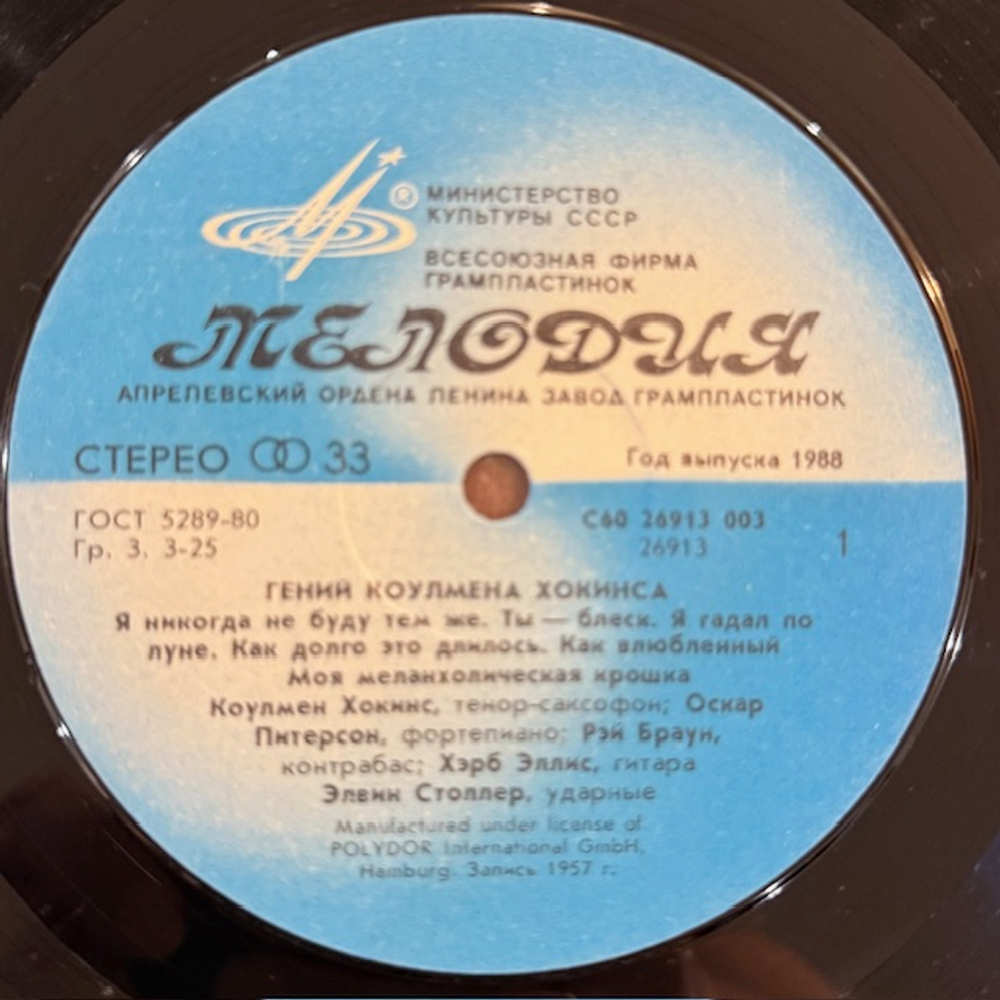 ® МИНИСТЕРСТВО
КУЛЬТУРЫ СССР
ВСЕСОЮЗНАЯ ФИРМА
ГРАМПЛАСТИНОК
МЕЛОДИЯ
АПРЕЛЕВСКИЙ ОРДЕНА ЛЕНИНА ЗАВОД ГРАМПЛАСТИНОК
СТЕРЕО 33
Год выпуска 1988
ГОСТ 5289-80
С60 26913 003
Гр. 3. 3-25
26913
1
ГЕНИЙ КОУЛМЕНА ХОКИНСА
Я никогда не буду тем же. Ты — блеск. Я гадал по
луне. Как долго это длилось. Как влюбленный
Моя меланхолическая крошка
Коулмен Хокинс, тенор-саксофон; Оскар
Питерсон, фортепиано; Рэй Браун,
контрабас; Хэрб Эллис, гитара
Элвин Столлер, ударные
Manufactured under license of
POLYDOR International GmbH,
Hamburg. Запись 1957 г.